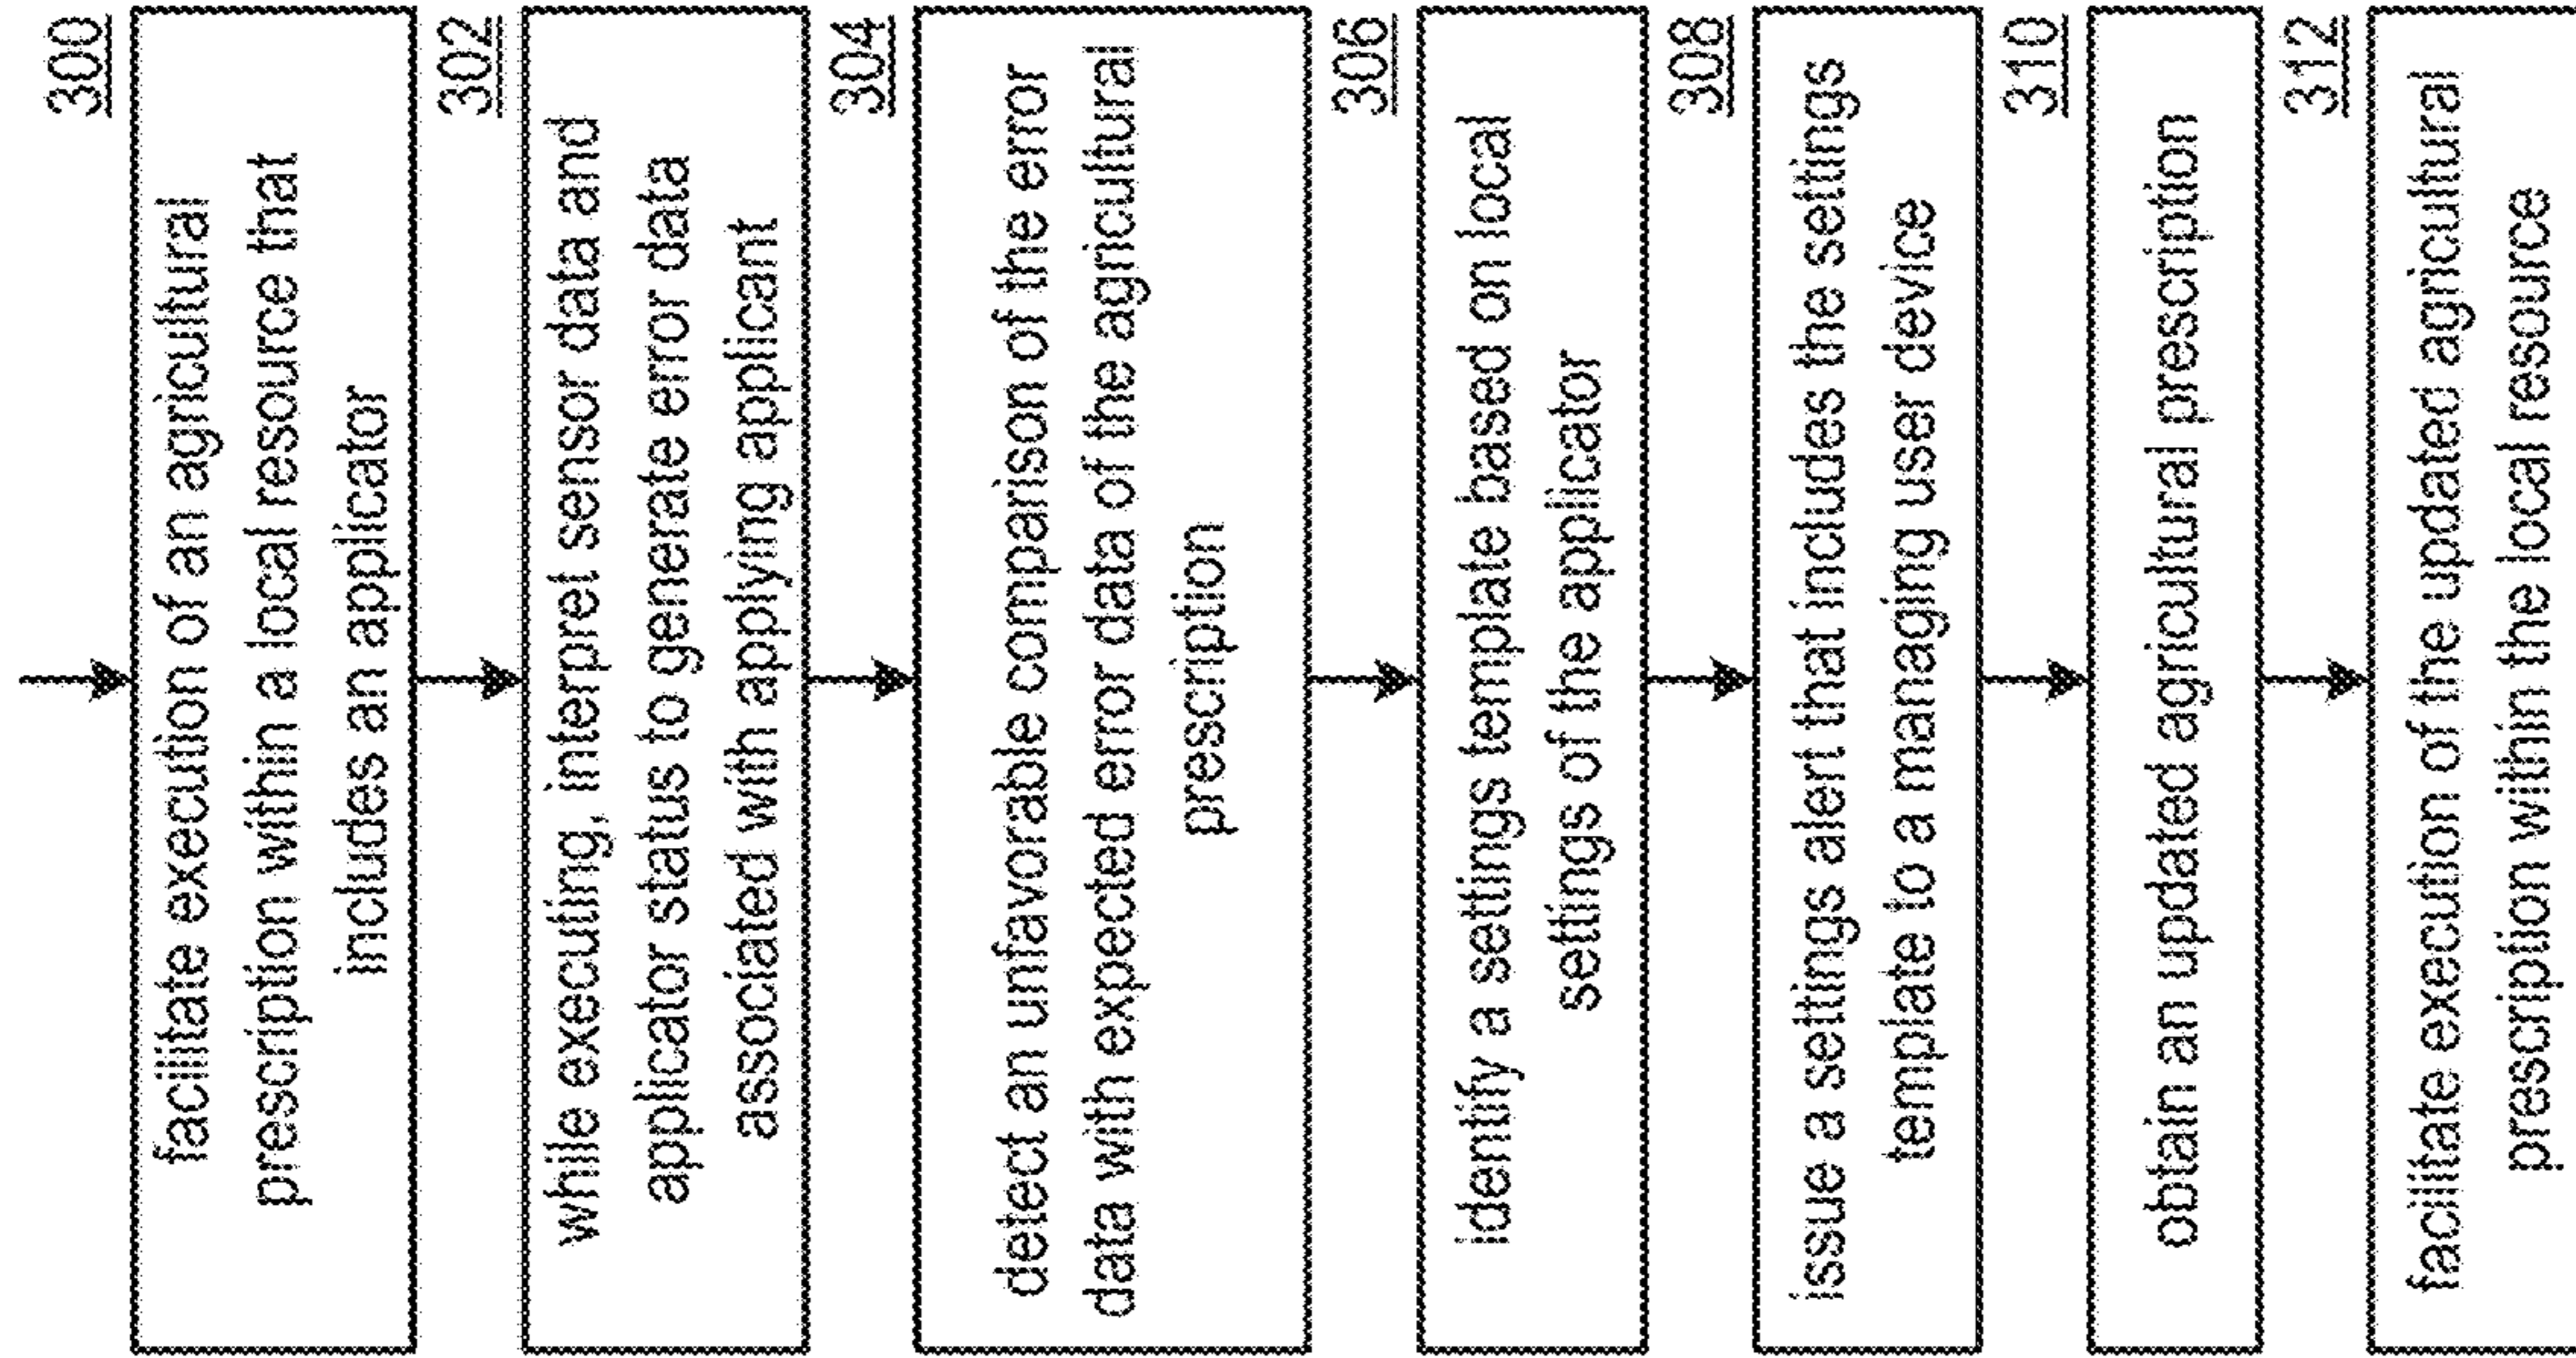 300
facilitate execution of an agricultural
prescription within a local resource that
includes an applicator
302
while executing, interpret sensor data and
applicator status to generate error data
associated with applying applicant
304
detect an unfavorable comparison of the error
data with expected error data of the agricultural
prescription
306
identify a settings template based on local
settings of the applicator
308
issue a settings alert that includes the settings
template to a managing user device
310
obtain an updated agricultural prescription
312
facilitate execution of the updated agricultural
prescription within the local resource